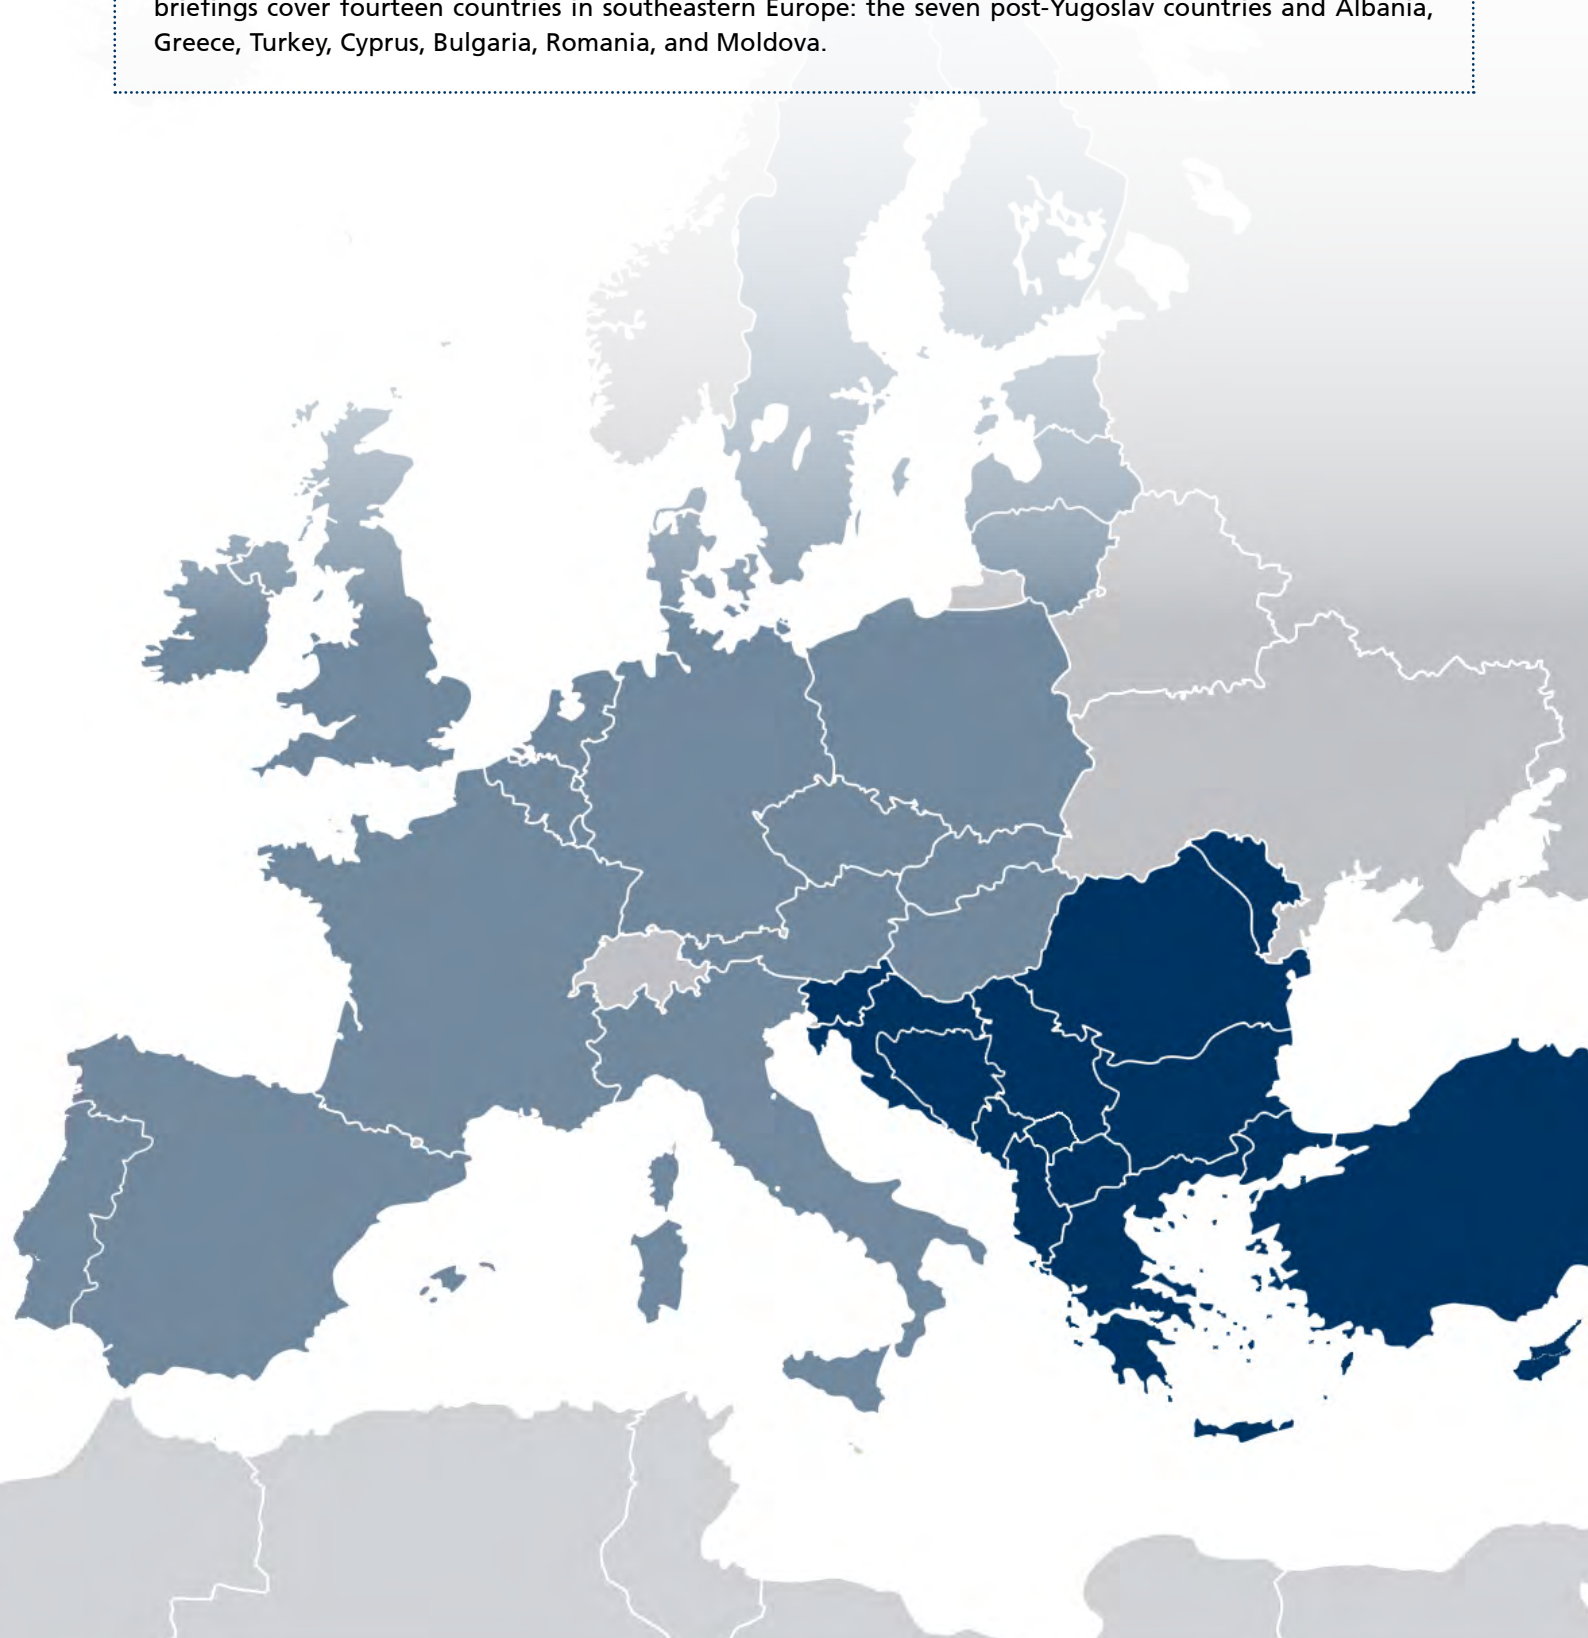 briefings cover fourteen countries in southeastern Europe: the seven post-Yugoslav countries and Albania,
Greece, Turkey, Cyprus, Bulgaria, Romania, and Moldova.